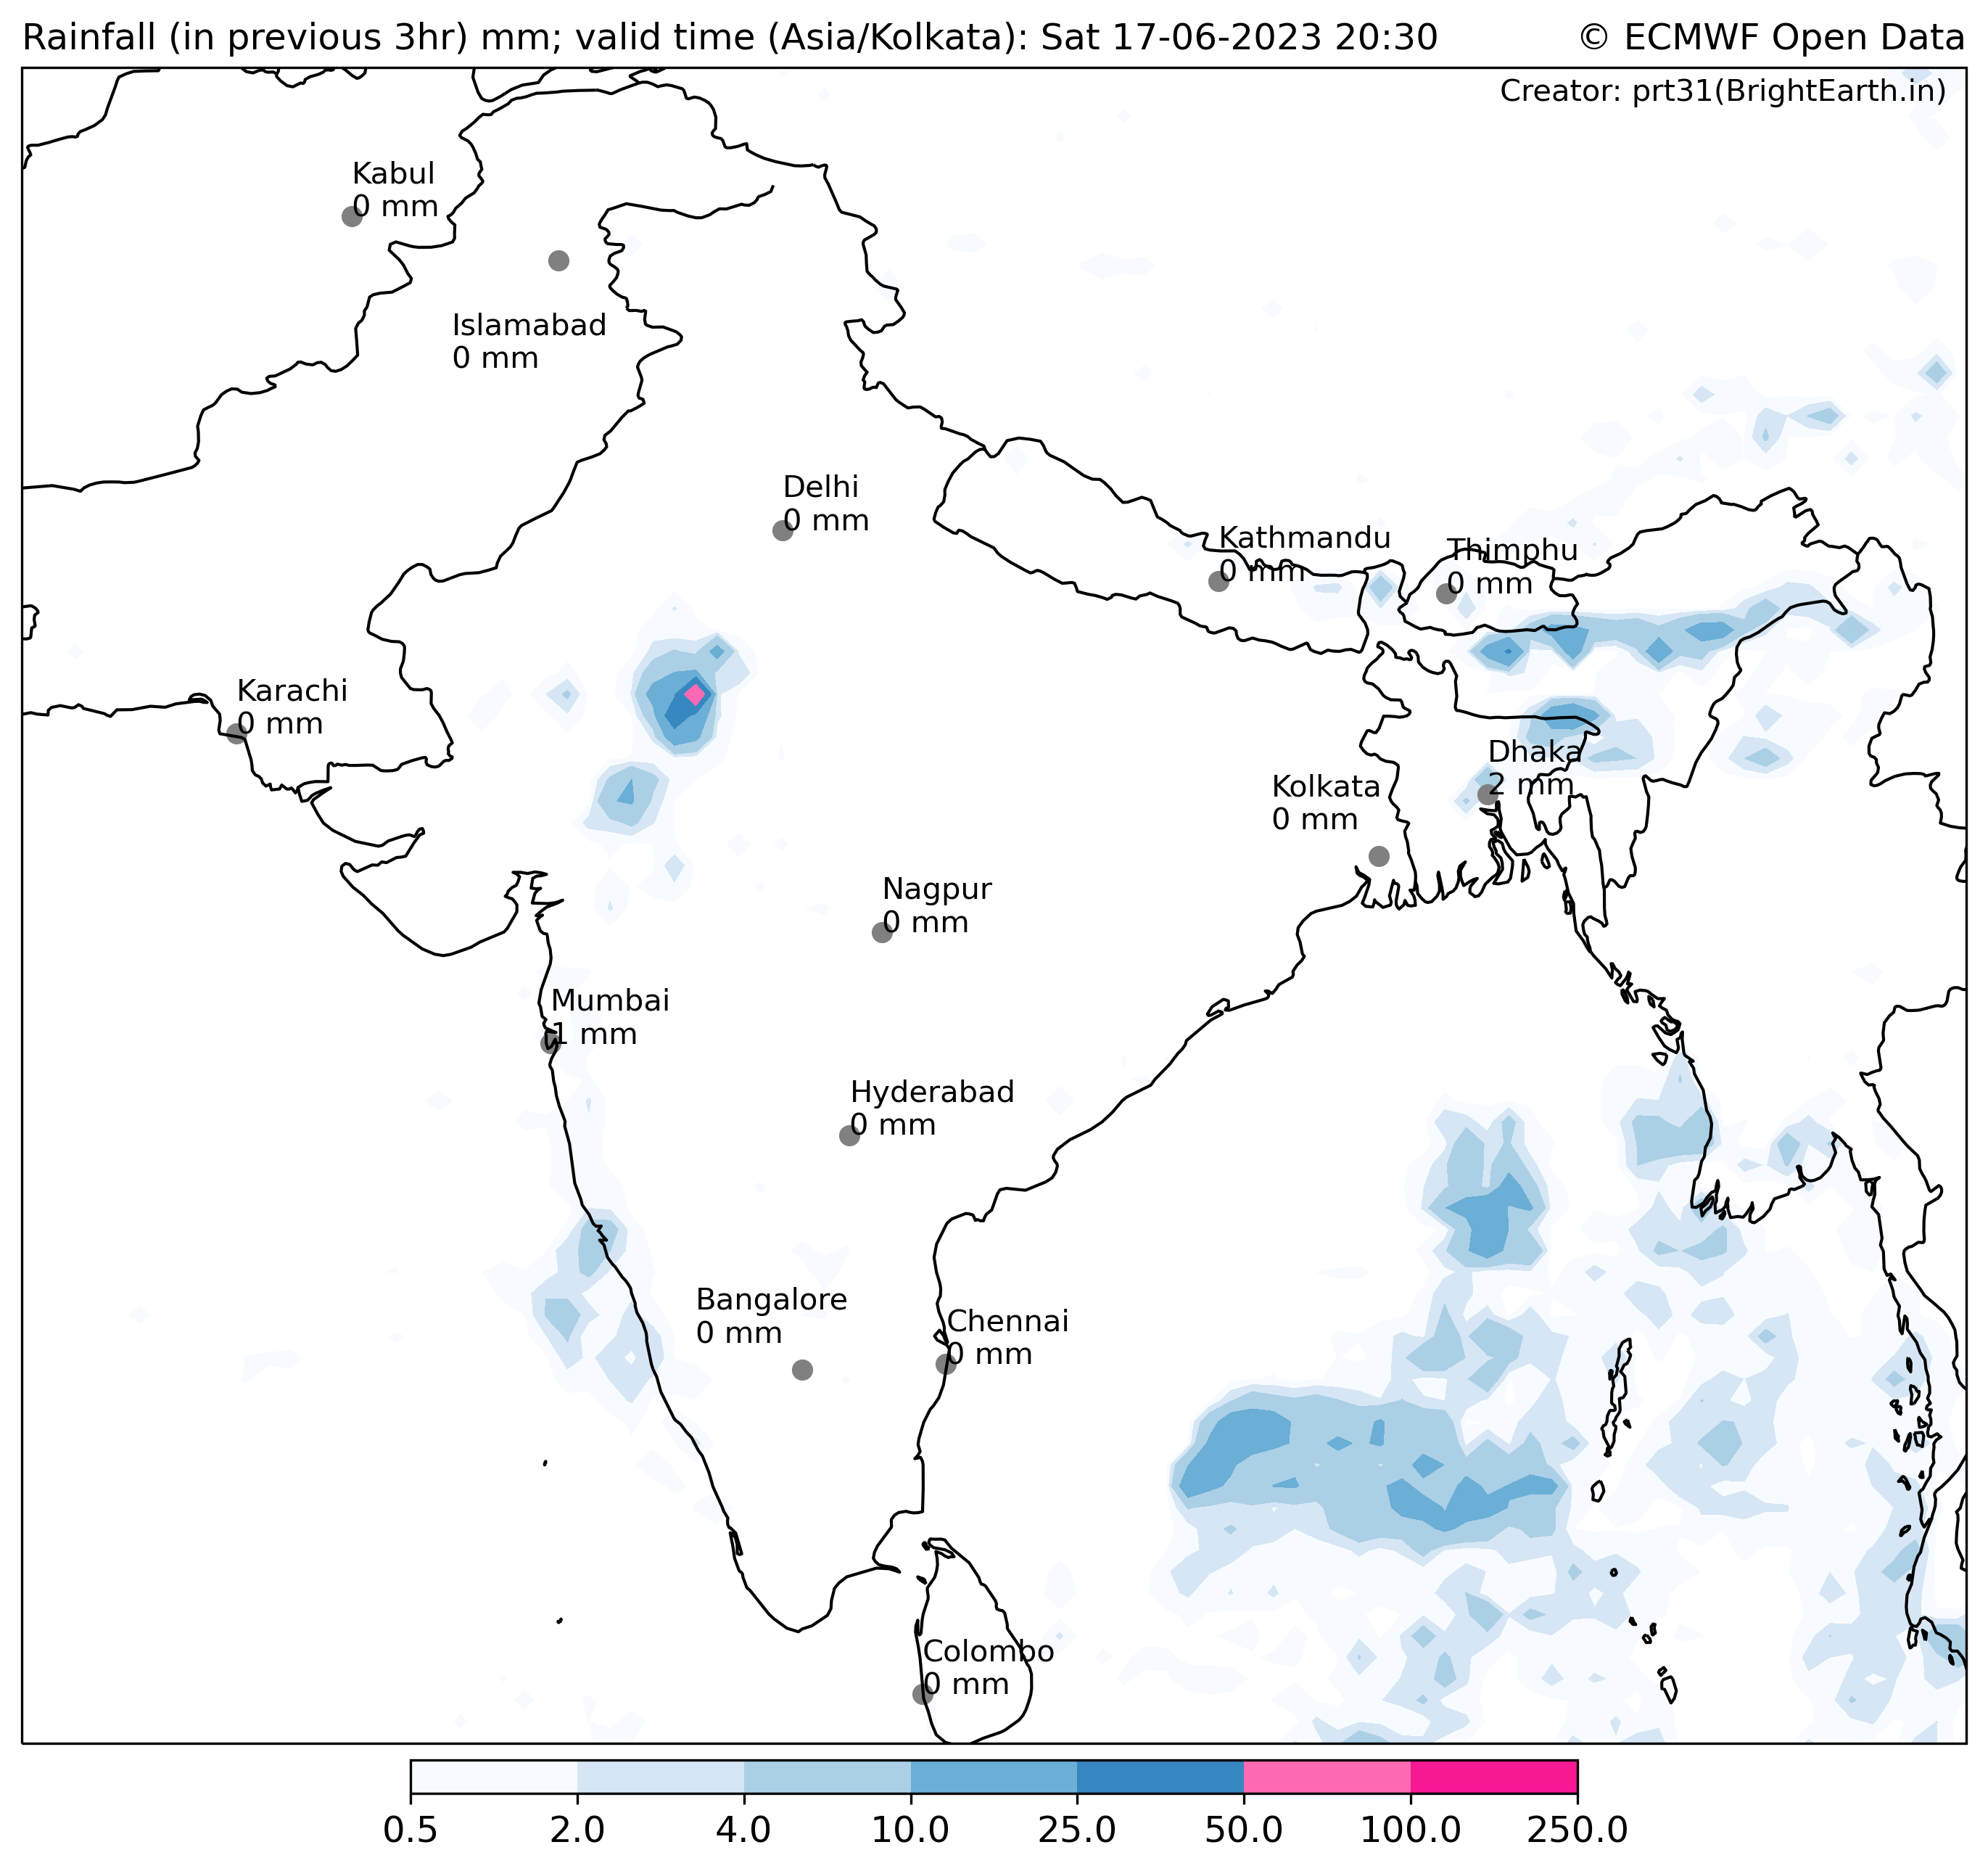 Rainfall (in previous 3hr) mm; valid time (Asia/Kolkata): Sat 17-06-2023 20:30
© ECMWF Open Data
Creator: prt31(BrightEarth.in)
Kabul
0 mm
Islamabad
0 mm
Delhi
0 mm
Kathmandu
0 mm
Thimphu
0 mm
Karachi
0 mm
Dhaka
2 mm
Kolkata
0 mm
Nagpur
0 mm
Mumbai
1 mm
Hyderabad
0 mm
Bangalore
0 mm
Chennai
0 mm
Colombo
0 mm
0.5 2.0 4.0 10.0 25.0 50.0 100.0 250.0